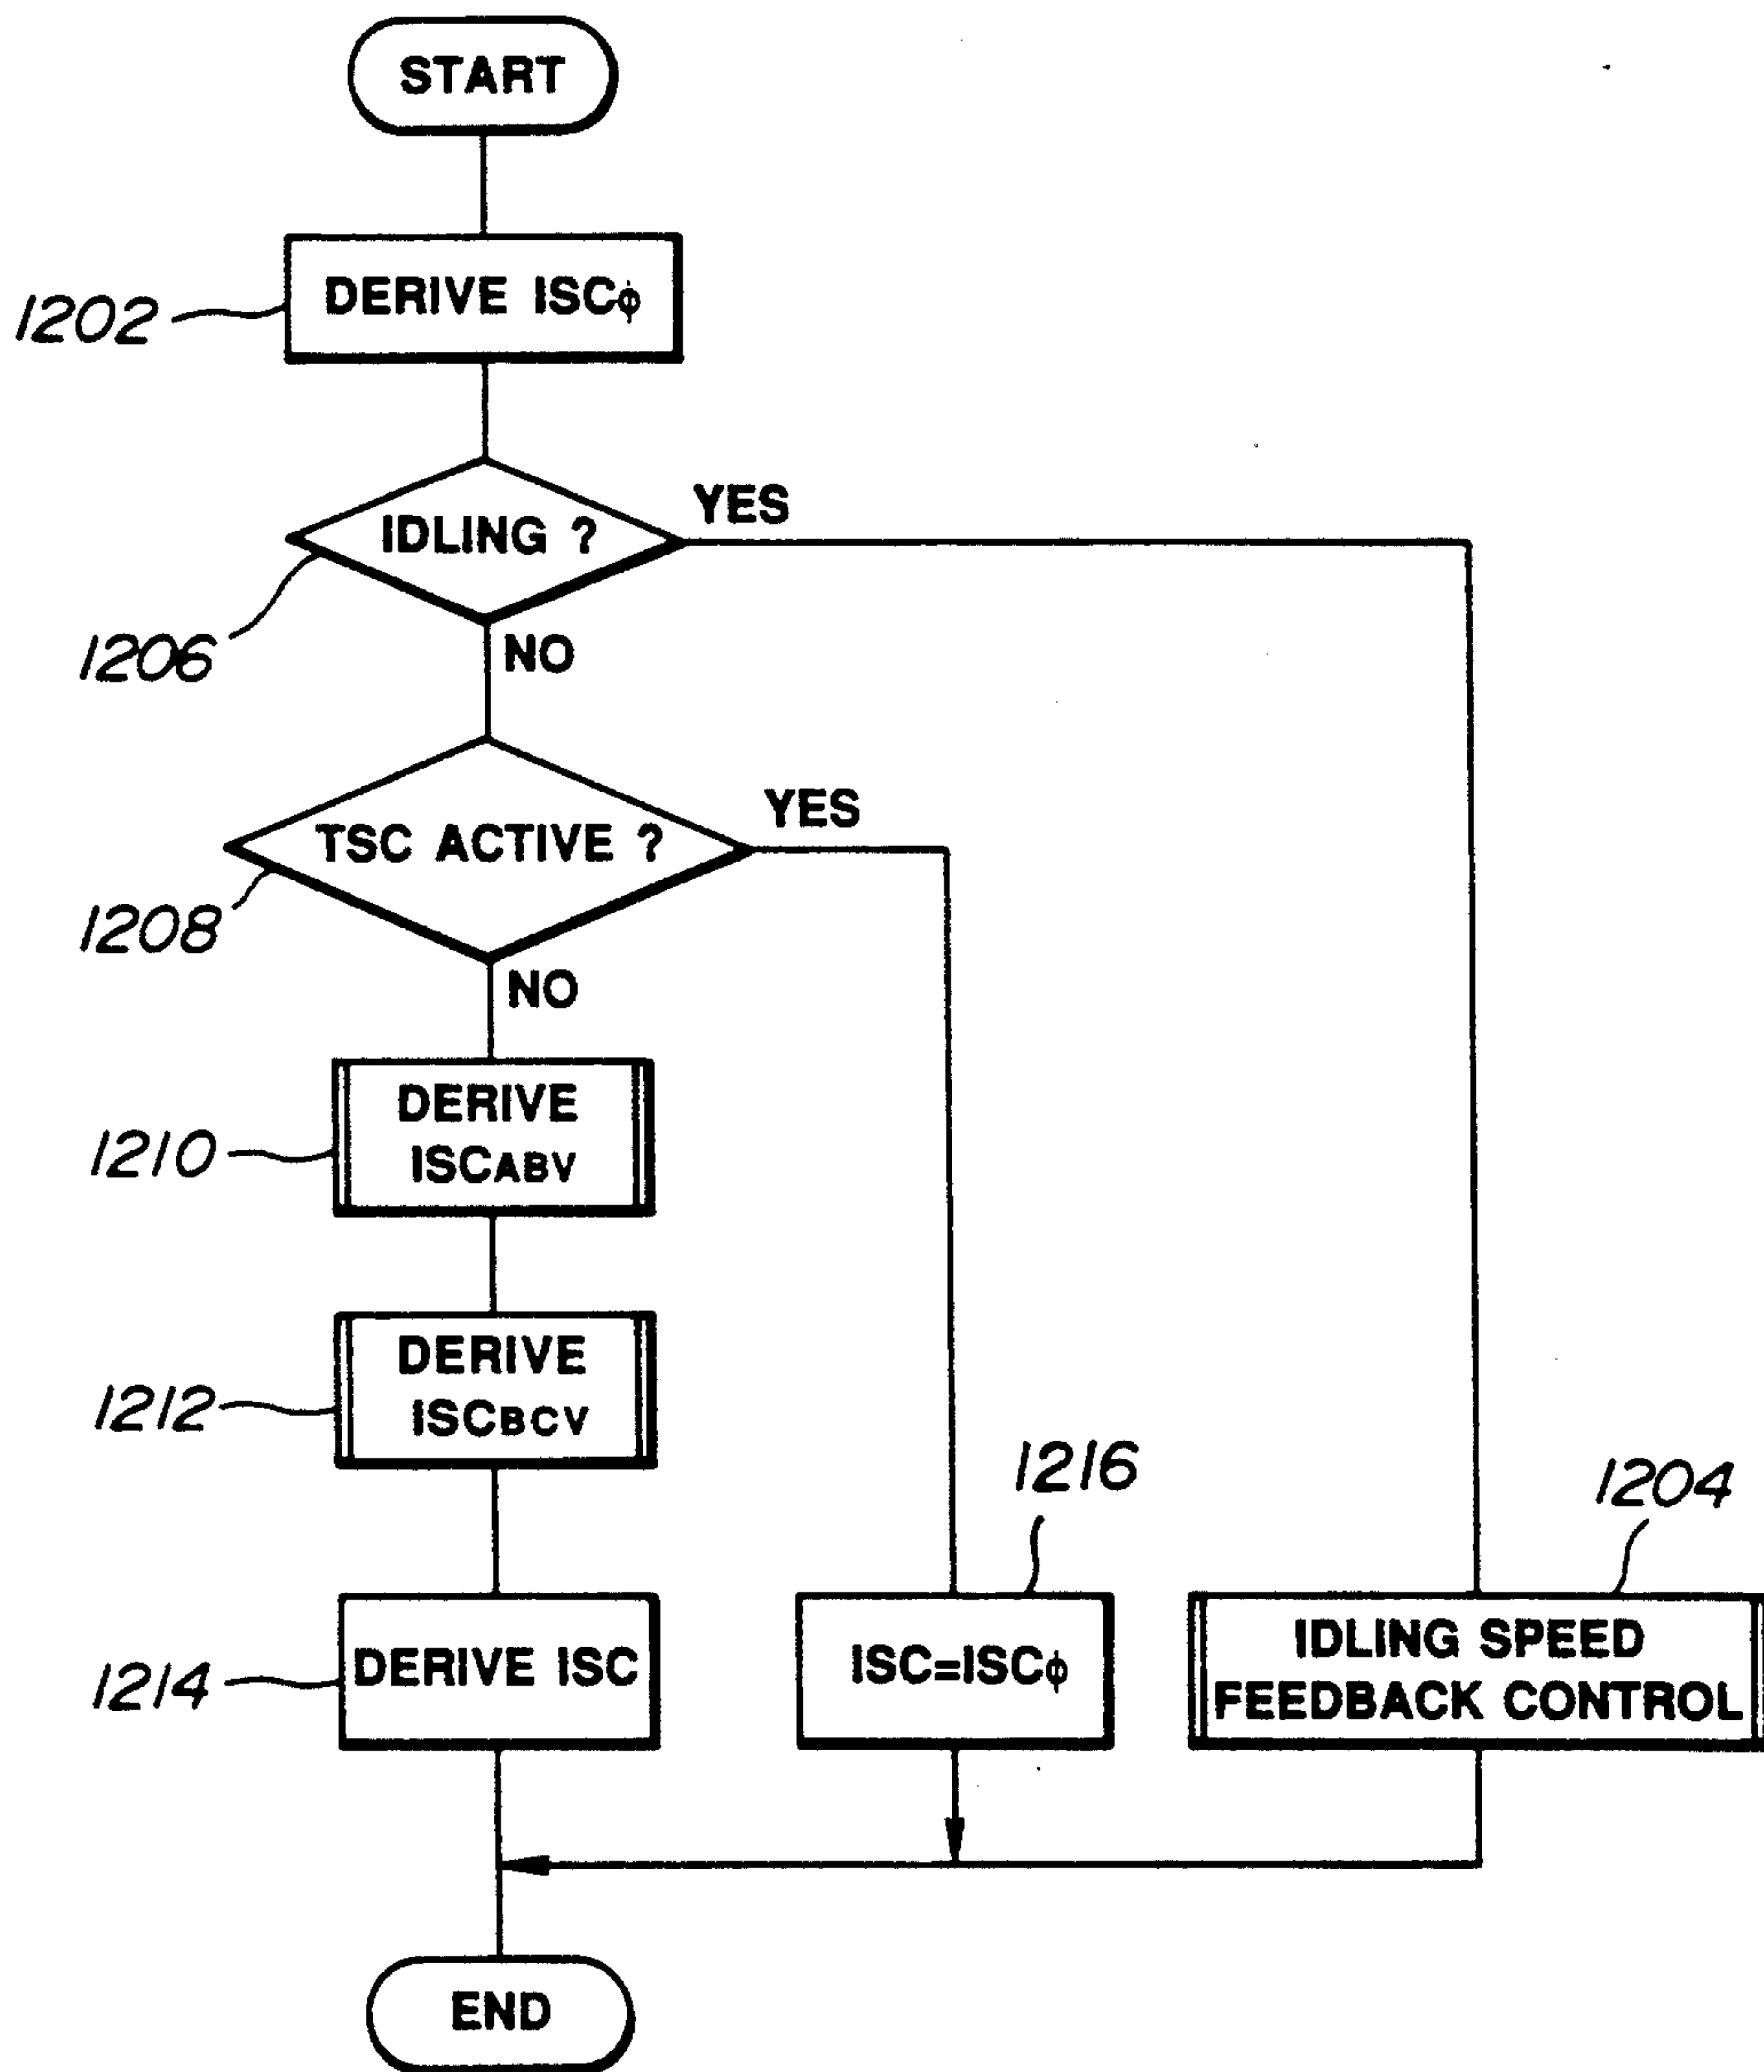 START
DERIVE ISCφ
1202
IDLING ?
YES
1206
NO
TSC ACTIVE ?
YES
1208
NO
DERIVE
ISCABV
1210
DERIVE
ISCBCV
1212
1216
1204
DERIVE ISC
1214
ISC=ISCφ
IDLING SPEED
FEEDBACK CONTROL
END